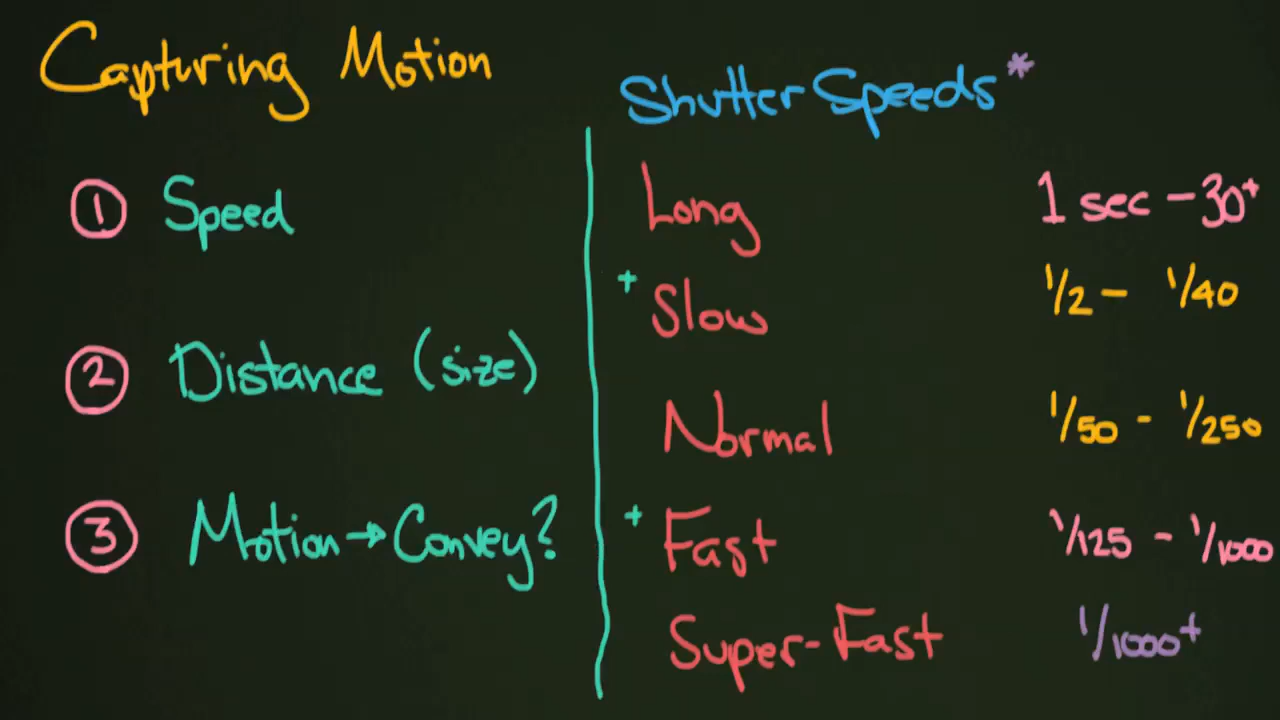 Capturing Motion
1 Speed
2 Distance (size)
3 Motion → Convey?
Shutter Speeds*
Long 1 sec - 30+
+ Slow 1/2 - 1/40
Normal 1/50 - 1/250
+ Fast 1/125 - 1/1000
Super-Fast 1/1000+